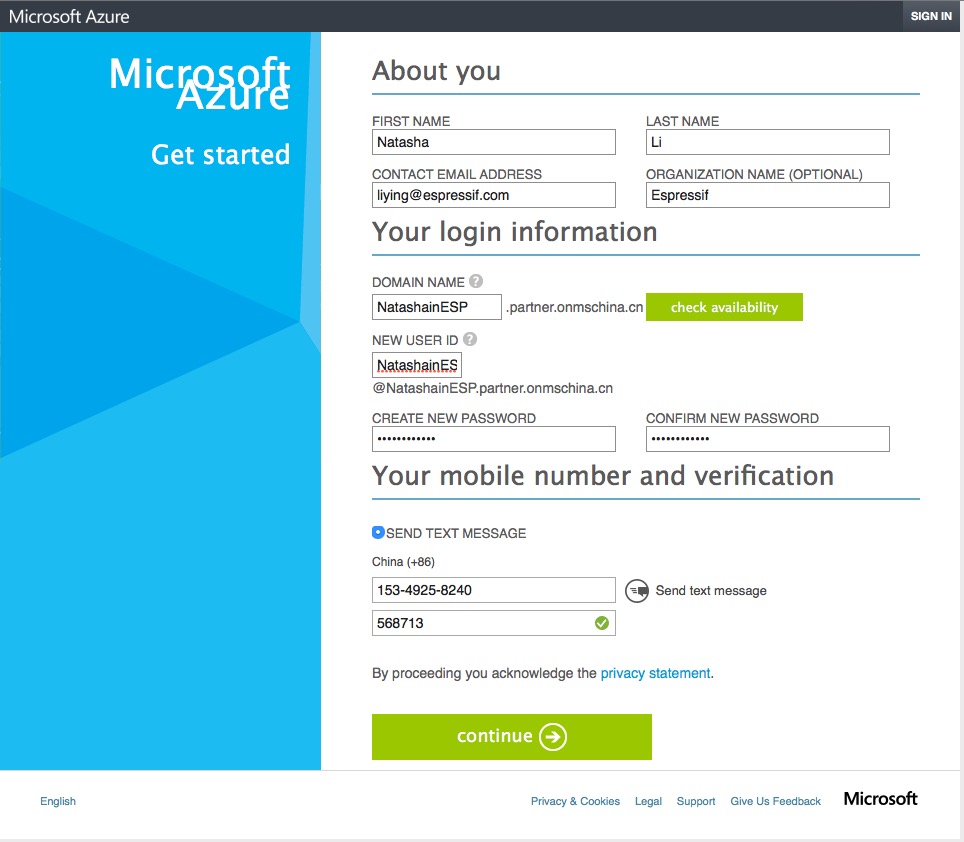 Microsoft Azure
SIGN IN
Microsoft
Azure
Get started
About you
FIRST NAME
LAST NAME
Natasha
Li
CONTACT EMAIL ADDRESS
ORGANIZATION NAME (OPTIONAL)
liying@espressif.com
Espressif
Your login information
DOMAIN NAME ?
NatashainESP .partner.onmschina.cn check availability
NEW USER ID ?
NatashainES
@NatashainESP.partner.onmschina.cn
CREATE NEW PASSWORD
CONFIRM NEW PASSWORD
••••••••••••
••••••••••••
Your mobile number and verification
SEND TEXT MESSAGE
China (+86)
153-4925-8240
Send text message
568713
By proceeding you acknowledge the privacy statement.
continue
English
Privacy & Cookies
Legal
Support
Give Us Feedback
Microsoft